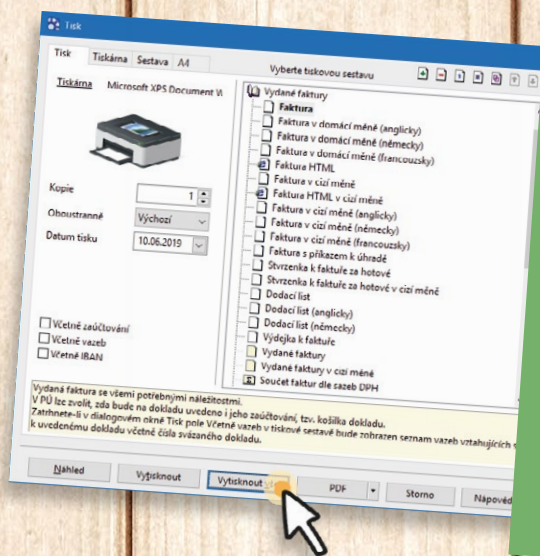 Tisk
Tisk Tiskárna Sestava A4
Vyberte tiskovou sestavu
Tiskárna Microsoft XPS Document W
Kopie 1
Oboustranně Výchozí
Datum tisku 10.06.2019
Včetně zaúčtování
Včetně vazeb
Včetně IBAN
Vydané faktury
Faktura
Faktura v domácí měně (anglicky)
Faktura v domácí měně (německy)
Faktura v domácí měně (francouzsky)
Faktura HTML
Faktura v cizí měně
Faktura HTML v cizí měně
Faktura v cizí měně (anglicky)
Faktura v cizí měně (německy)
Faktura v cizí měně (francouzsky)
Faktura s příkazem k úhradě
Stvrzenka k faktuře za hotové
Stvrzenka k faktuře za hotové v cizí měně
Dodací list
Dodací list (anglicky)
Dodací list (německy)
Výdejka k faktuře
Vydané faktury
Vydané faktury v cizí měně
Součet faktur dle sazeb DPH
Vydaná faktura se všemi potřebnými náležitostmi.
V PÚ lze zvolit, zda bude na dokladu uvedeno i jeho zaúčtování, tzv. košilka dokladu.
Zatrhnete-li v dialogovém okně Tisk pole Včetně vazeb v tiskové sestavě bude zobrazen seznam vazeb vztahujících s
k uvedenému dokladu včetně čísla svázaného dokladu.
Náhled Vytisknout Vytisknout PDF Storno Nápověd